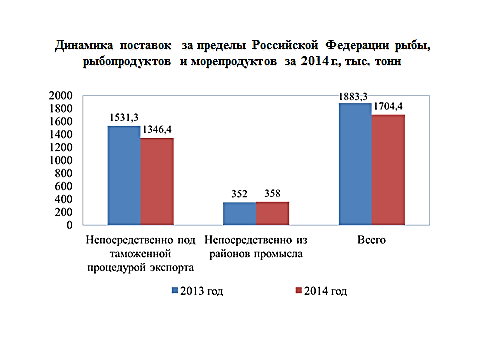 Динамика поставок за пределы Российской Федерации рыбы,
рыбопродуктов и морепродуктов за 2014 г., тыс. тонн
2000
1800
1600
1400
1200
1000
800
600
400
200
0
1531,3
1346,4
352
358
1883,3
1704,4
Непосредственно под
таможенной
процедурой экспорта
Непосредственно из
районов промысла
Всего
2013 год
2014 год